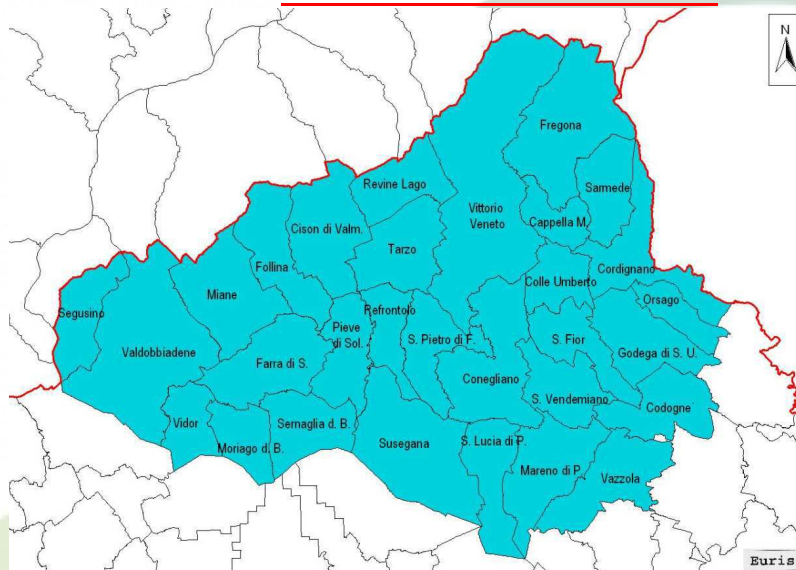 N
Fregona
Revine Lago
Sarmede
Vittorio
Veneto
Cappella M.
Cison di Valm.
Tarzo
Follina
Cordignano
Colle Umberto
Miane
Orsago
Segusino
Refrontolo
Pieve
di Sol.
S. Pietro di F.
S. Fior
Valdobbiadene
Godega di S. U.
Farra di S.
Conegliano
S. Vendemiano
Codogne
Vidor
Sernaglia d. B.
Moriago d. B.
Susegana
S. Lucia di P.
Mareno di P.
Vazzola
Euris